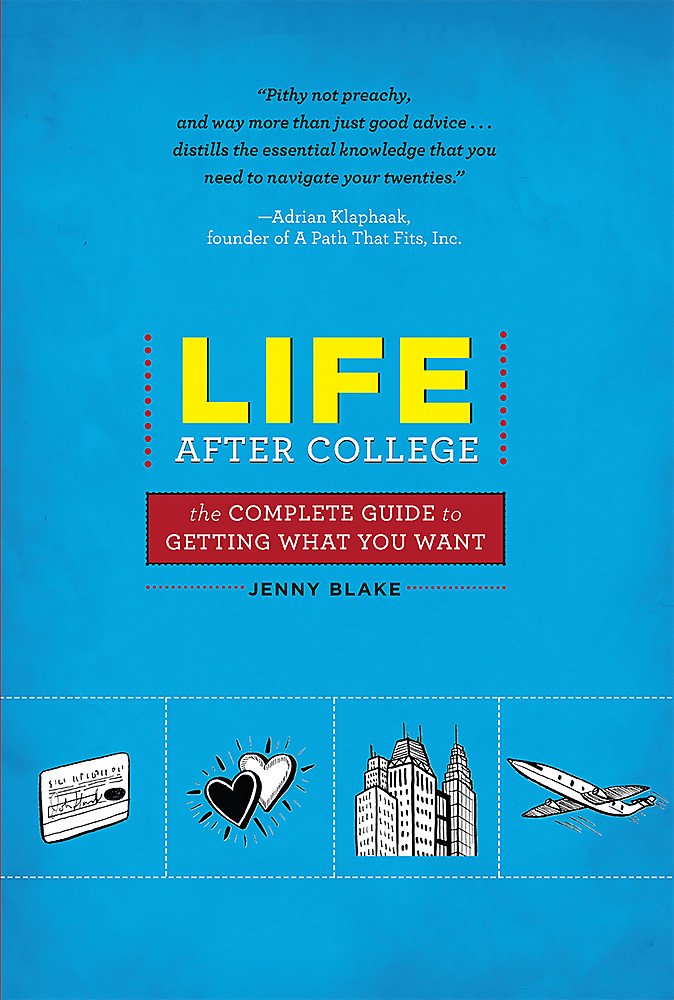 “Pithy not preachy,
and way more than just good advice . . .
distills the essential knowledge that you
need to navigate your twenties.”
—Adrian Klaphaak,
founder of A Path That Fits, Inc.
LIFE
AFTER COLLEGE
the COMPLETE GUIDE to
GETTING WHAT YOU WANT
JENNY BLAKE